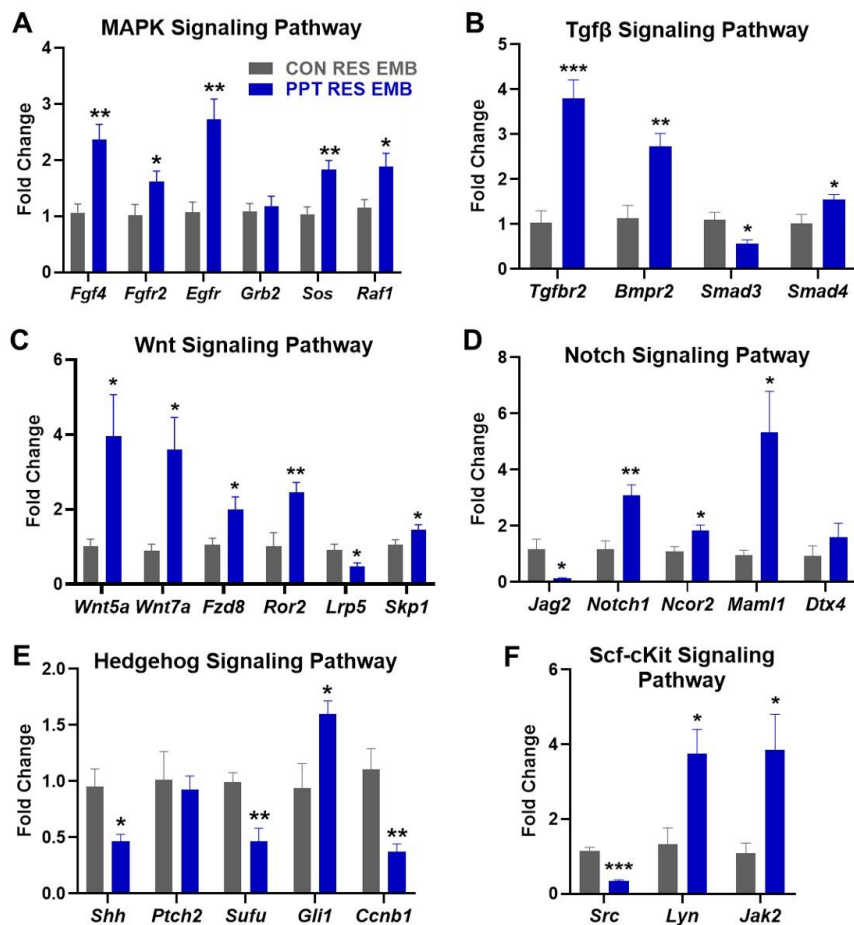 A
MAPK Signaling Pathway
CON RES EMB
PPT RES EMB
Fold Change
4
3
2
1
0
**
*
**
**
*
Fgf4 Fgfr2 Egfr Grb2 Sos Raf1
B
Tgfβ Signaling Pathway
Fold Change
5
4
3
2
1
0
***
**
*
*
Tgfbr2 Bmpr2 Smad3 Smad4
C
Wnt Signaling Pathway
Fold Change
6
4
2
0
*
*
*
**
*
*
Wnt5a Wnt7a Fzd8 Ror2 Lrp5 Skp1
D
Notch Signaling Patway
Fold Change
8
6
4
2
0
*
**
*
*
Jag2 Notch1 Ncor2 Maml1 Dtx4
E
Hedgehog Signaling Pathway
Fold Change
2.0
1.5
1.0
0.5
0.0
*
**
*
**
Shh Ptch2 Sufu Gli1 Ccnb1
F
Scf-cKit Signaling
Pathway
Fold Change
6
4
2
0
***
*
*
Src Lyn Jak2